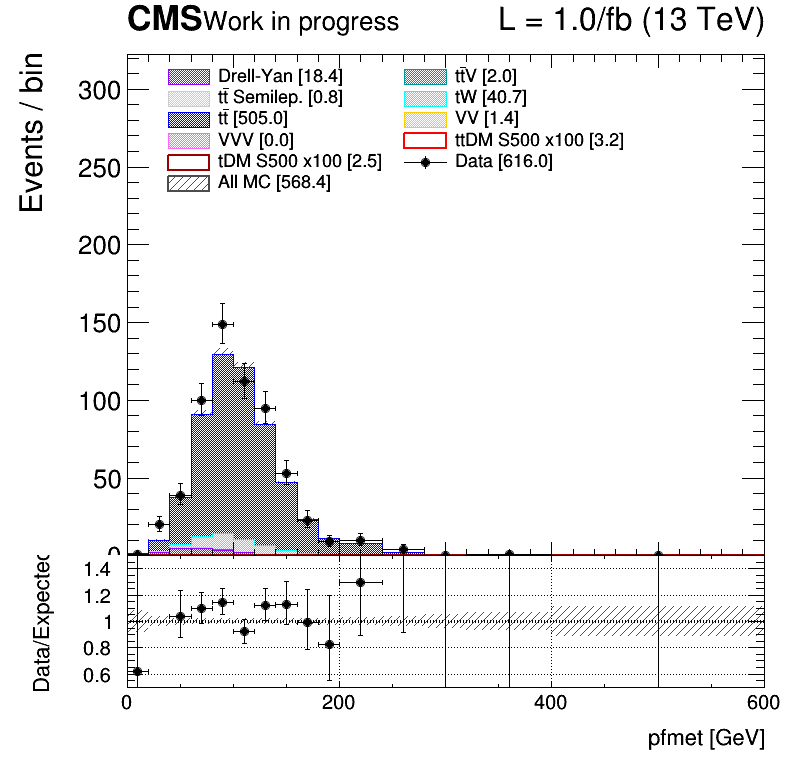 CMS Work in progress L = 1.0/fb (13 TeV)
Events / bin
300
250
200
150
100
50
0
Drell-Yan [18.4]
tt̄V [2.0]
tt̄ Semilep. [0.8]
tW [40.7]
tt̄ [505.0]
VV [1.4]
VVV [0.0]
ttDM S500 x100 [3.2]
tDM S500 x100 [2.5]
Data [616.0]
All MC [568.4]
Data/Expected
1.4
1.2
1
0.8
0.6
0 200 400 600
pfmet [GeV]